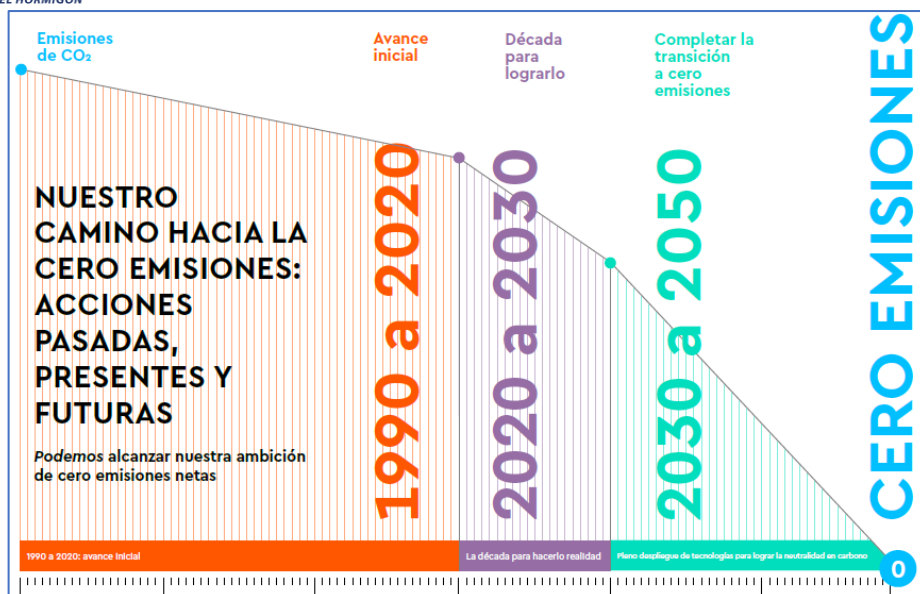 EL HORMIGÓN
Emisiones
de CO₂
Avance
inicial
Década
para
lograrlo
Completar la
transición
a cero
emisiones
NUESTRO
CAMINO HACIA LA
CERO EMISIONES:
ACCIONES
PASADAS,
PRESENTES Y
FUTURAS
Podemos alcanzar nuestra ambición
de cero emisiones netas
1990 a 2020
2020 a 2030
2030 a 2050
CERO EMISIONES
1990 a 2020: avance inicial
La década para hacerlo realidad
Pleno despliegue de tecnologías para lograr la neutralidad en carbono
0